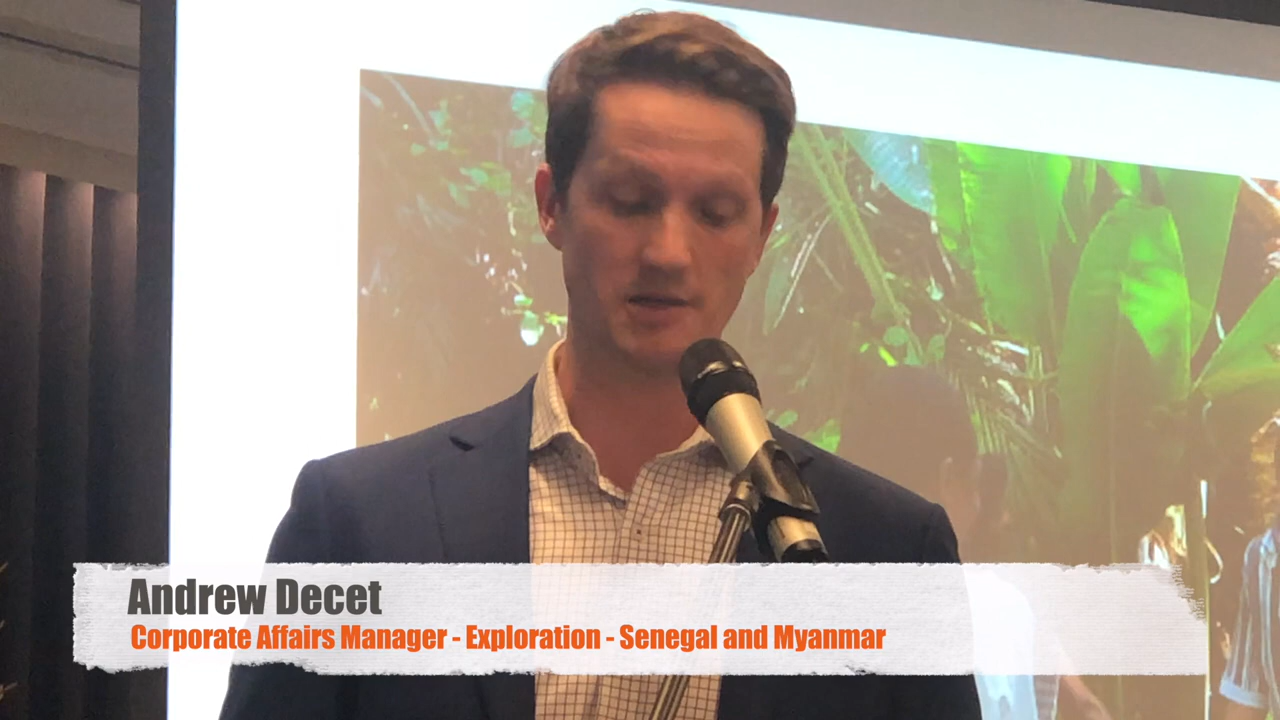 Andrew Decet
Corporate Affairs Manager - Exploration - Senegal and Myanmar